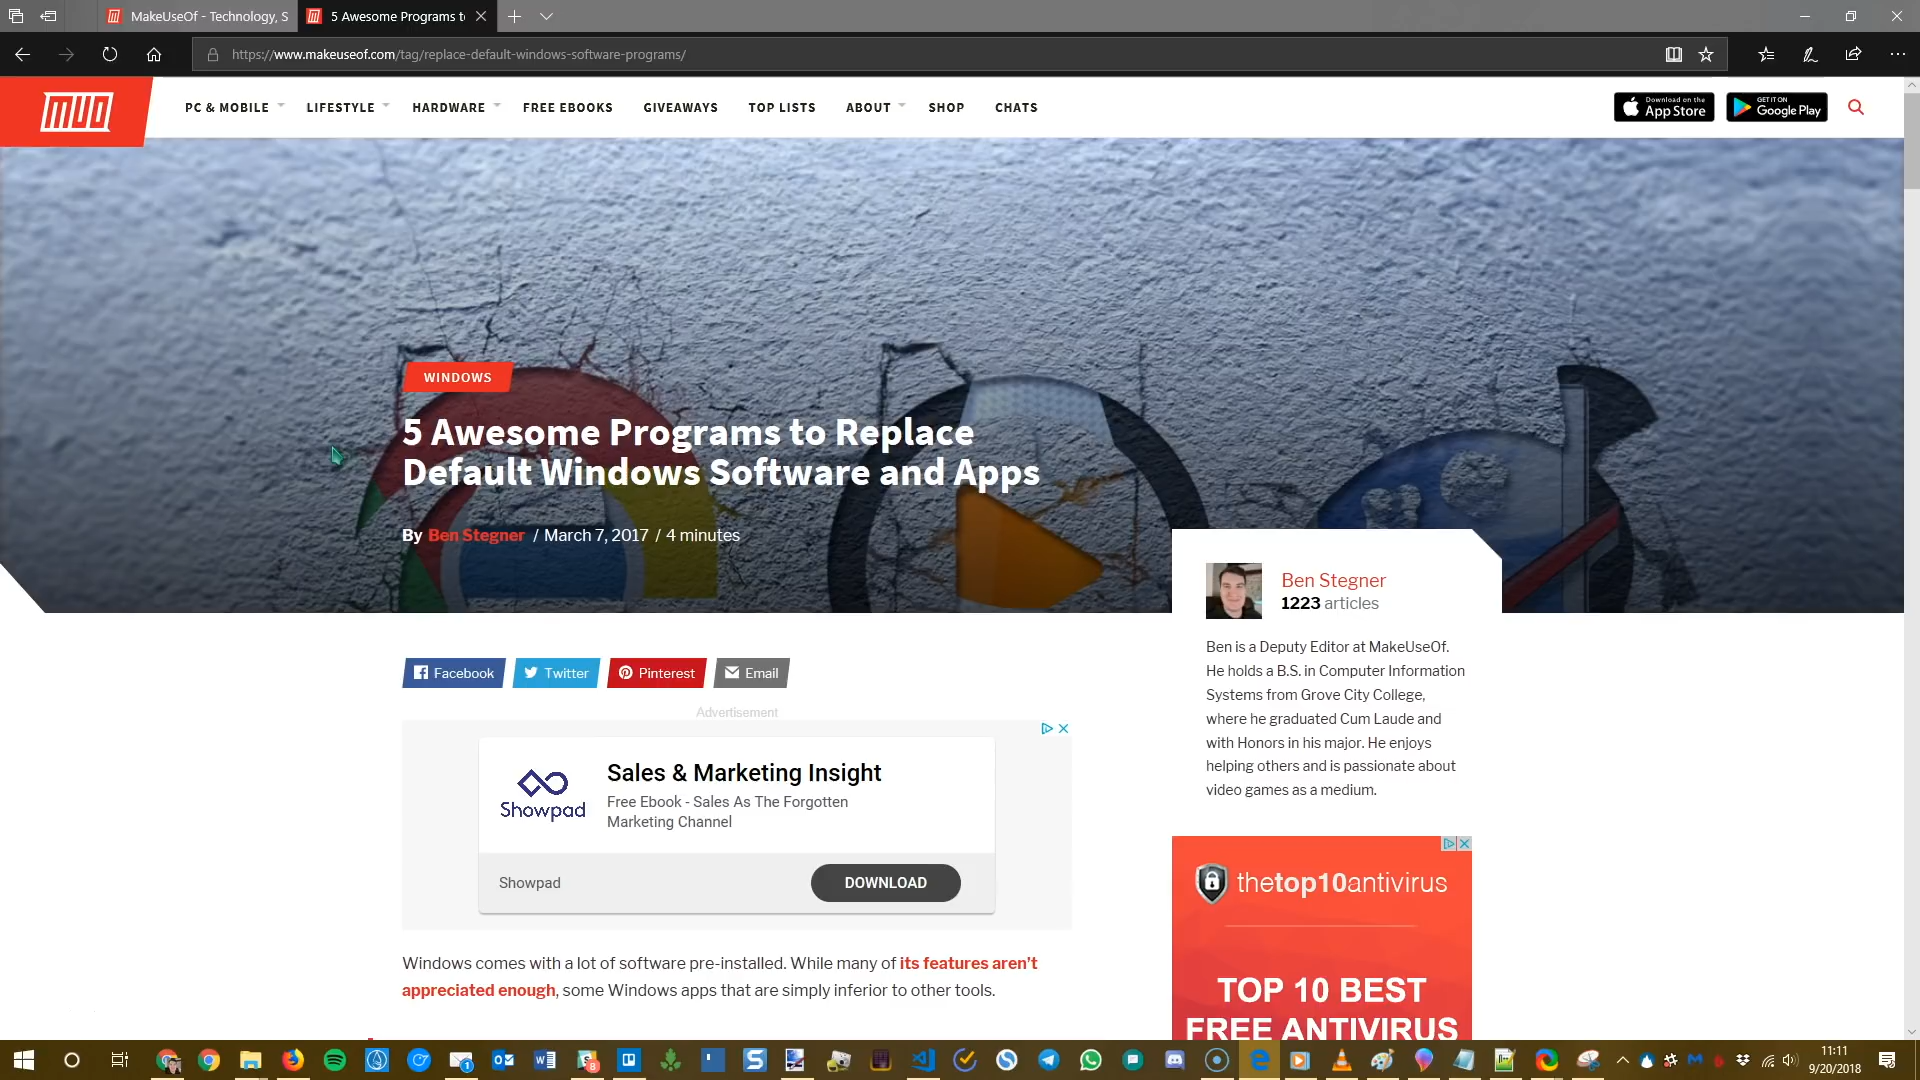 MakeUseOf - Technology, S
5 Awesome Programs to
https://www.makeuseof.com/tag/replace-default-windows-software-programs/
MUO
PC & MOBILE
LIFESTYLE
HARDWARE
FREE EBOOKS
GIVEAWAYS
TOP LISTS
ABOUT
SHOP
CHATS
Download on the
App Store
GET IT ON
Google Play
WINDOWS
5 Awesome Programs to Replace
Default Windows Software and Apps
By Ben Stegner / March 7, 2017 / 4 minutes
Ben Stegner
1223 articles
Ben is a Deputy Editor at MakeUseOf.
He holds a B.S. in Computer Information
Systems from Grove City College,
where he graduated Cum Laude and
with Honors in his major. He enjoys
helping others and is passionate about
video games as a medium.
Facebook
Twitter
Pinterest
Email
Advertisement
Showpad
Sales & Marketing Insight
Free Ebook - Sales As The Forgotten
Marketing Channel
Showpad
DOWNLOAD
thetop10antivirus
TOP 10 BEST
FREE ANTIVIRUS
Windows comes with a lot of software pre-installed. While many of its features aren't
appreciated enough, some Windows apps that are simply inferior to other tools.
11:11
9/20/2018